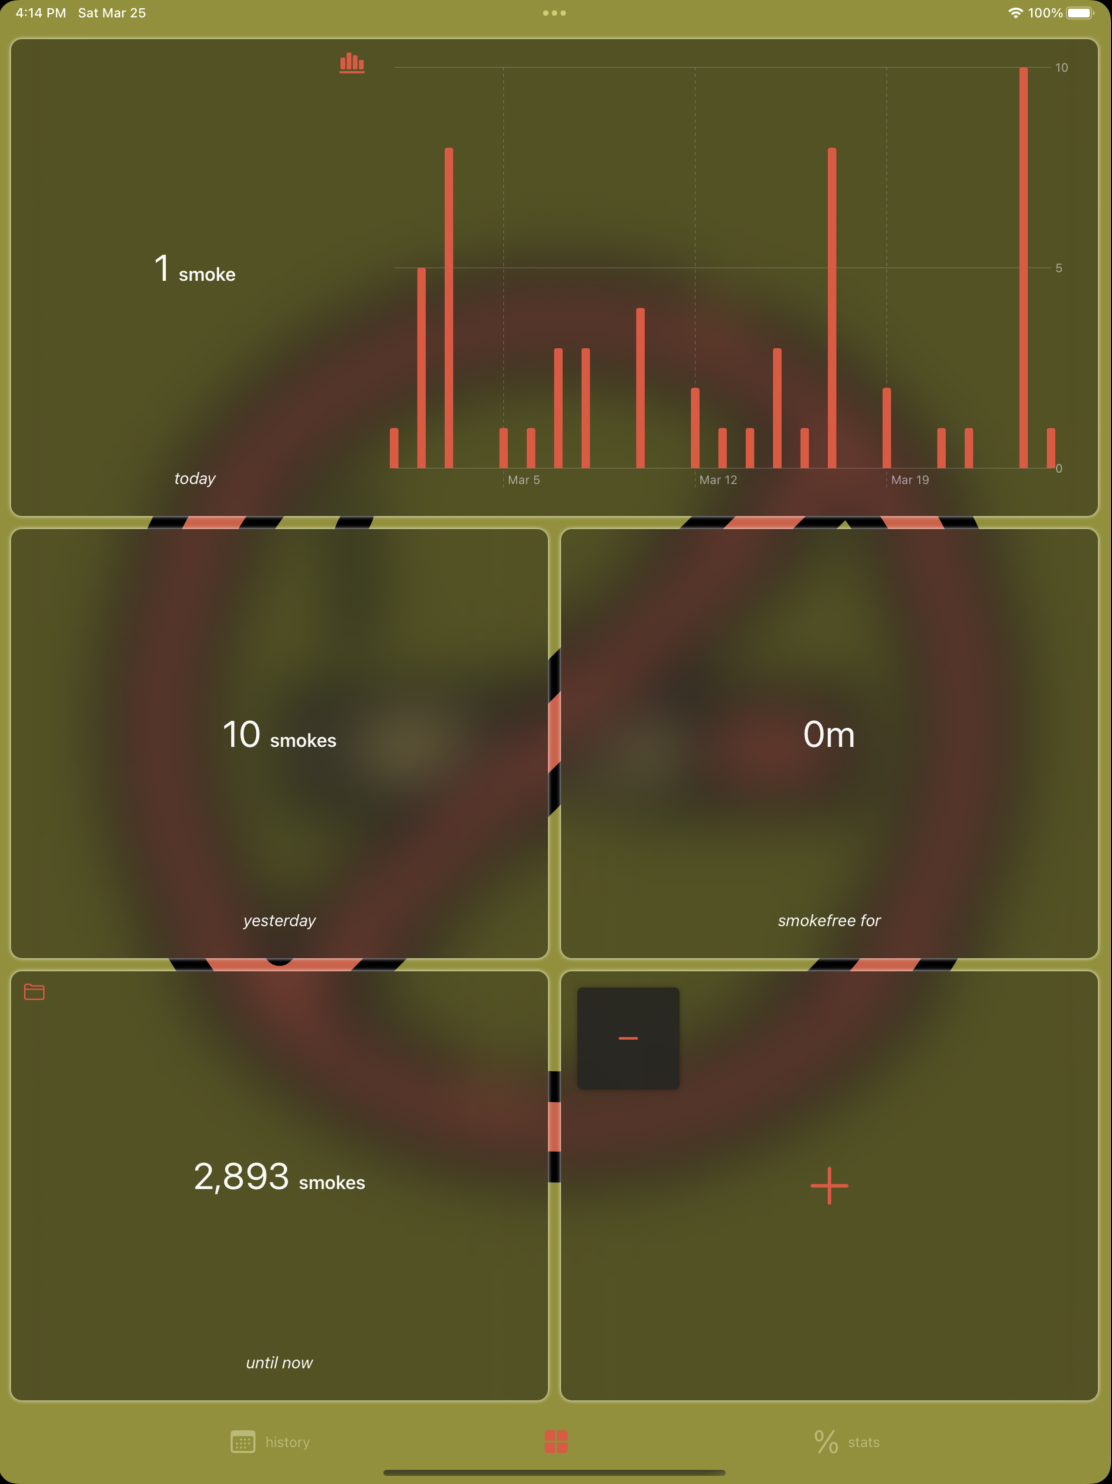 4:14 PM Sat Mar 25
100%
10
5
0
Mar 5
Mar 12
Mar 19
1 smoke
today
10 smokes
yesterday
0m
smokefree for
2,893 smokes
until now
history
% stats